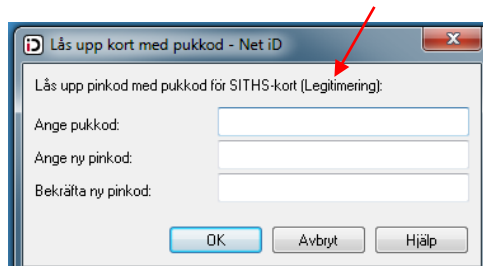 Lås upp kort med pukkod - Net iD
Lås upp pinkod med pukkod för SITHS-kort (Legitimering):
Ange pukkod:
Ange ny pinkod:
Bekräfta ny pinkod:
OK Avbryt Hjälp